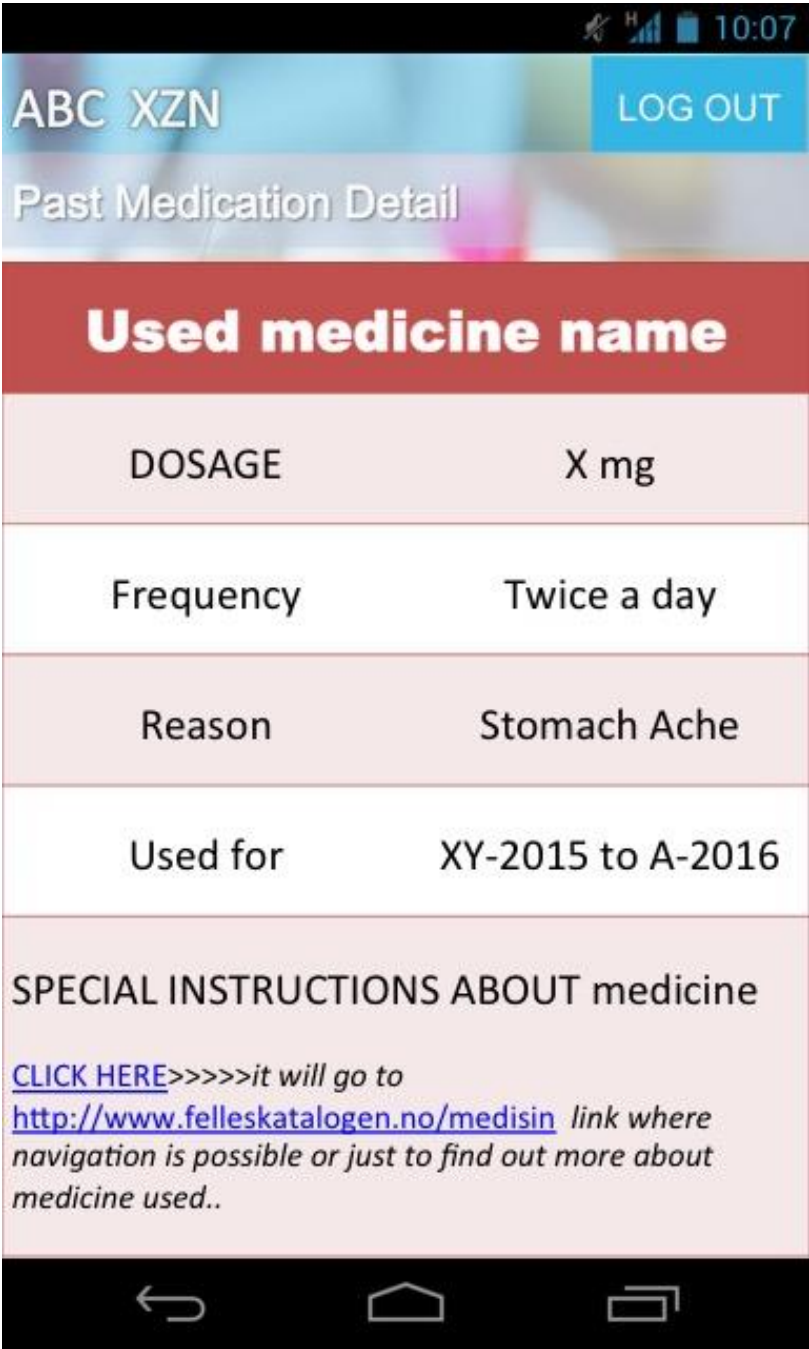 H 10:07
ABC XZN LOG OUT
Past Medication Detail
Used medicine name
DOSAGE X mg
Frequency Twice a day
Reason Stomach Ache
Used for XY-2015 to A-2016
SPECIAL INSTRUCTIONS ABOUT medicine
CLICK HERE>>>>>it will go to
http://www.felleskatalogen.no/medisin link where
navigation is possible or just to find out more about
medicine used..